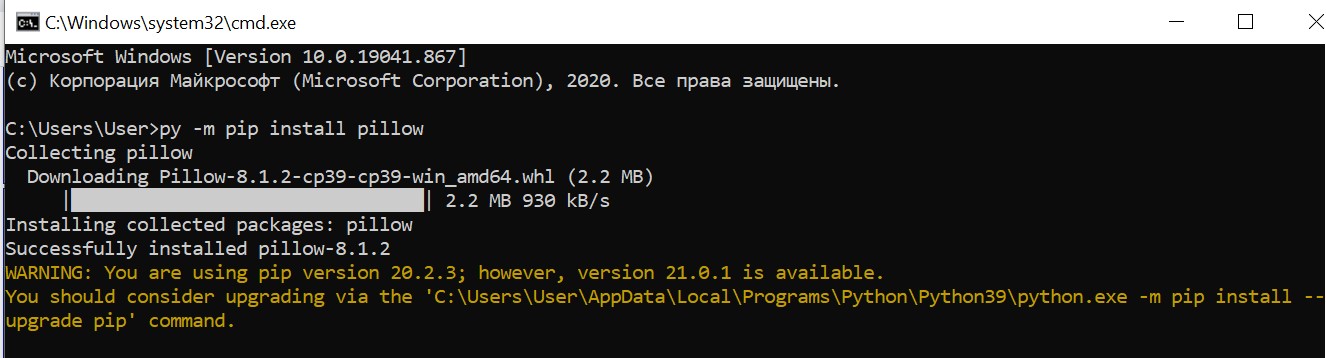 C:\Windows\system32\cmd.exe
Microsoft Windows [Version 10.0.19041.867]
(c) Корпорация Майкрософт (Microsoft Corporation), 2020. Все права защищены.
C:\Users\User>py -m pip install pillow
Collecting pillow
  Downloading Pillow-8.1.2-cp39-cp39-win_amd64.whl (2.2 MB)
     |████████████████████████████████| 2.2 MB 930 kB/s
Installing collected packages: pillow
Successfully installed pillow-8.1.2
WARNING: You are using pip version 20.2.3; however, version 21.0.1 is available.
You should consider upgrading via the 'C:\Users\User\AppData\Local\Programs\Python\Python39\python.exe -m pip install --
upgrade pip' command.